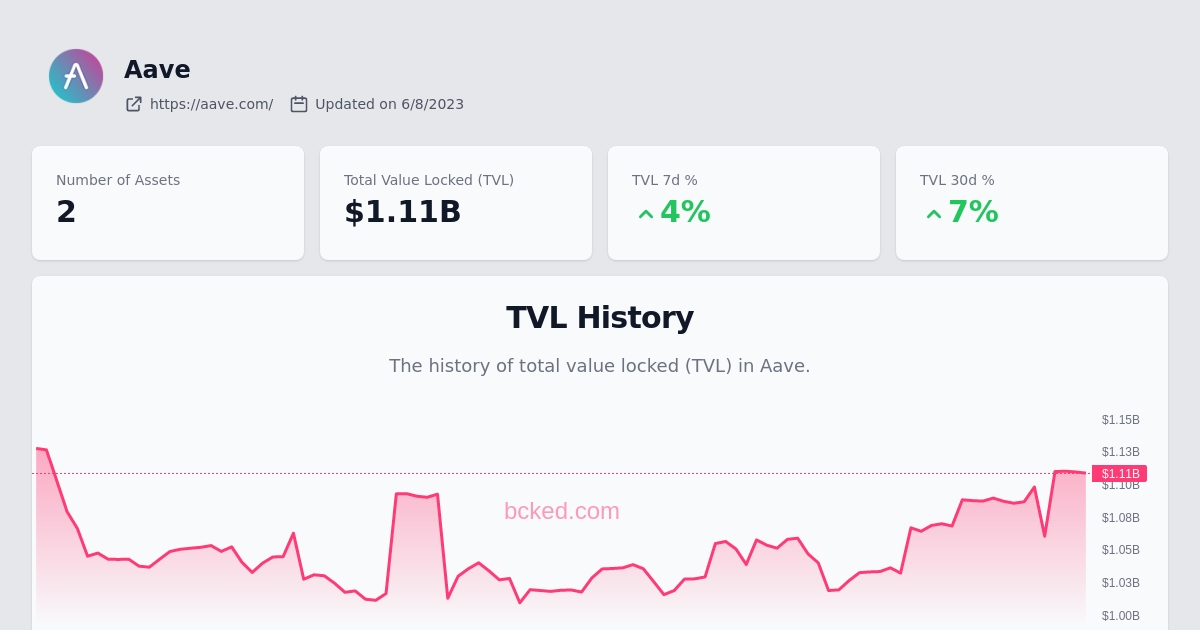 Aave
https://aave.com/ Updated on 6/8/2023
Number of Assets
2
Total Value Locked (TVL)
$1.11B
TVL 7d %
4%
TVL 30d %
7%
TVL History
The history of total value locked (TVL) in Aave.
$1.15B
$1.13B
$1.11B
$1.10B
bcked.com
$1.08B
$1.05B
$1.03B
$1.00B